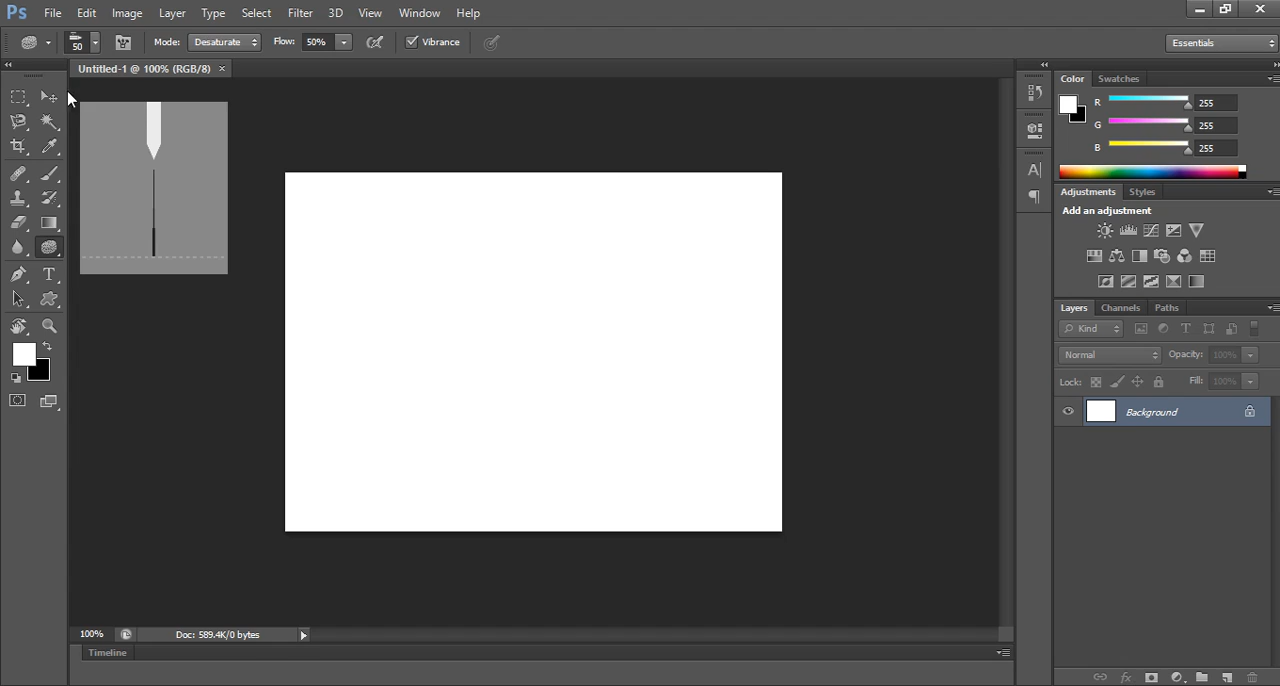 Ps File Edit Image Layer Type Select Filter 3D View Window Help
50 Mode: Desaturate Flow: 50% Vibrance Essentials
Untitled-1 @ 100% (RGB/8) ×
Color Swatches
R 255
G 255
B 255
Adjustments Styles
Add an adjustment
Layers Channels Paths
Kind
Normal Opacity: 100%
Lock: Fill: 100%
Background
100% Doc: 589.4K/0 bytes
Timeline